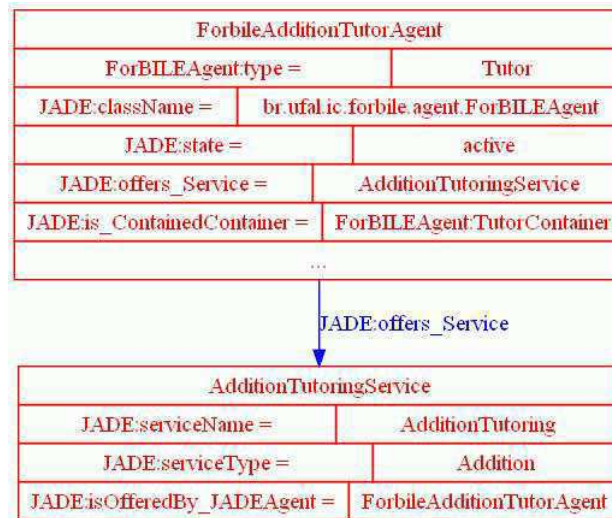 ForbileAdditionTutorAgent
ForBILEAgent:type = Tutor
JADE:className = br.ufal.ic.forbile.agent.ForBILEAgent
JADE:state = active
JADE:offers_Service = AdditionTutoringService
JADE:is_ContainedContainer = ForBILEAgent:TutorContainer
...
JADE:offers_Service
AdditionTutoringService
JADE:serviceName = AdditionTutoring
JADE:serviceType = Addition
JADE:isOfferedBy_JADEAgent = ForbileAdditionTutorAgent